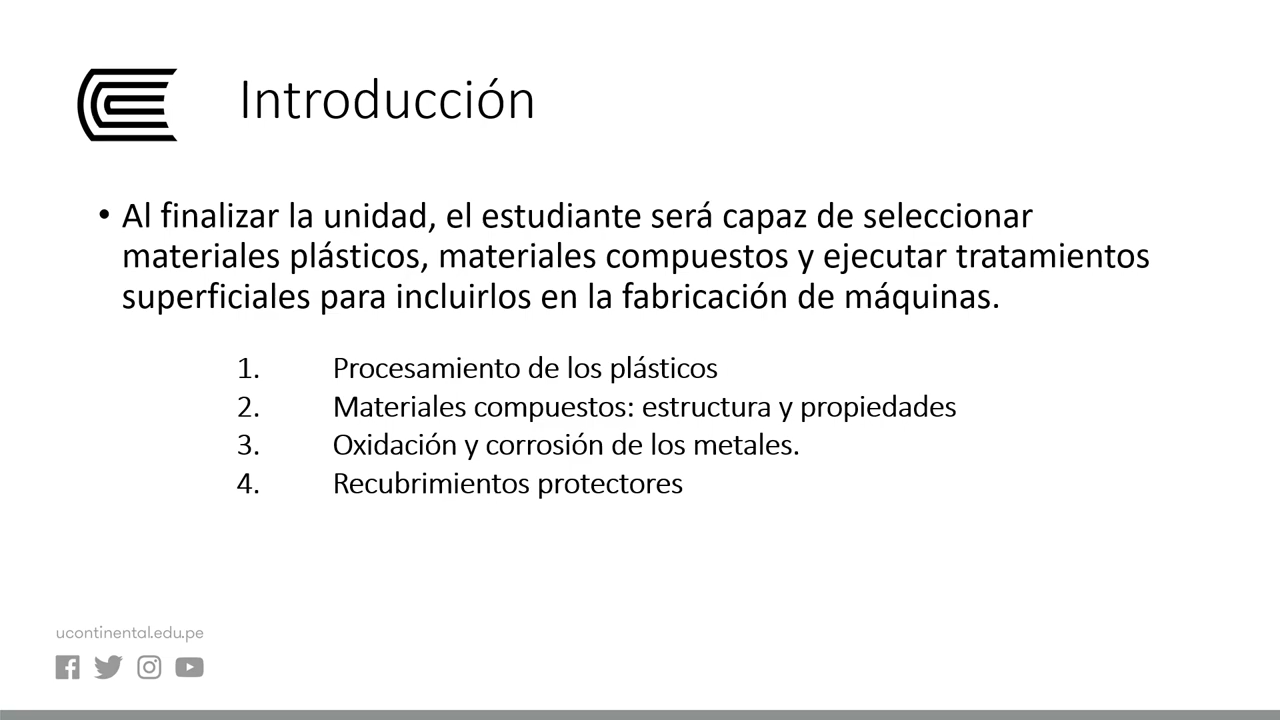 Introducción
• Al finalizar la unidad, el estudiante será capaz de seleccionar
materiales plásticos, materiales compuestos y ejecutar tratamientos
superficiales para incluirlos en la fabricación de máquinas.
1. Procesamiento de los plásticos
2. Materiales compuestos: estructura y propiedades
3. Oxidación y corrosión de los metales.
4. Recubrimientos protectores
ucontinental.edu.pe